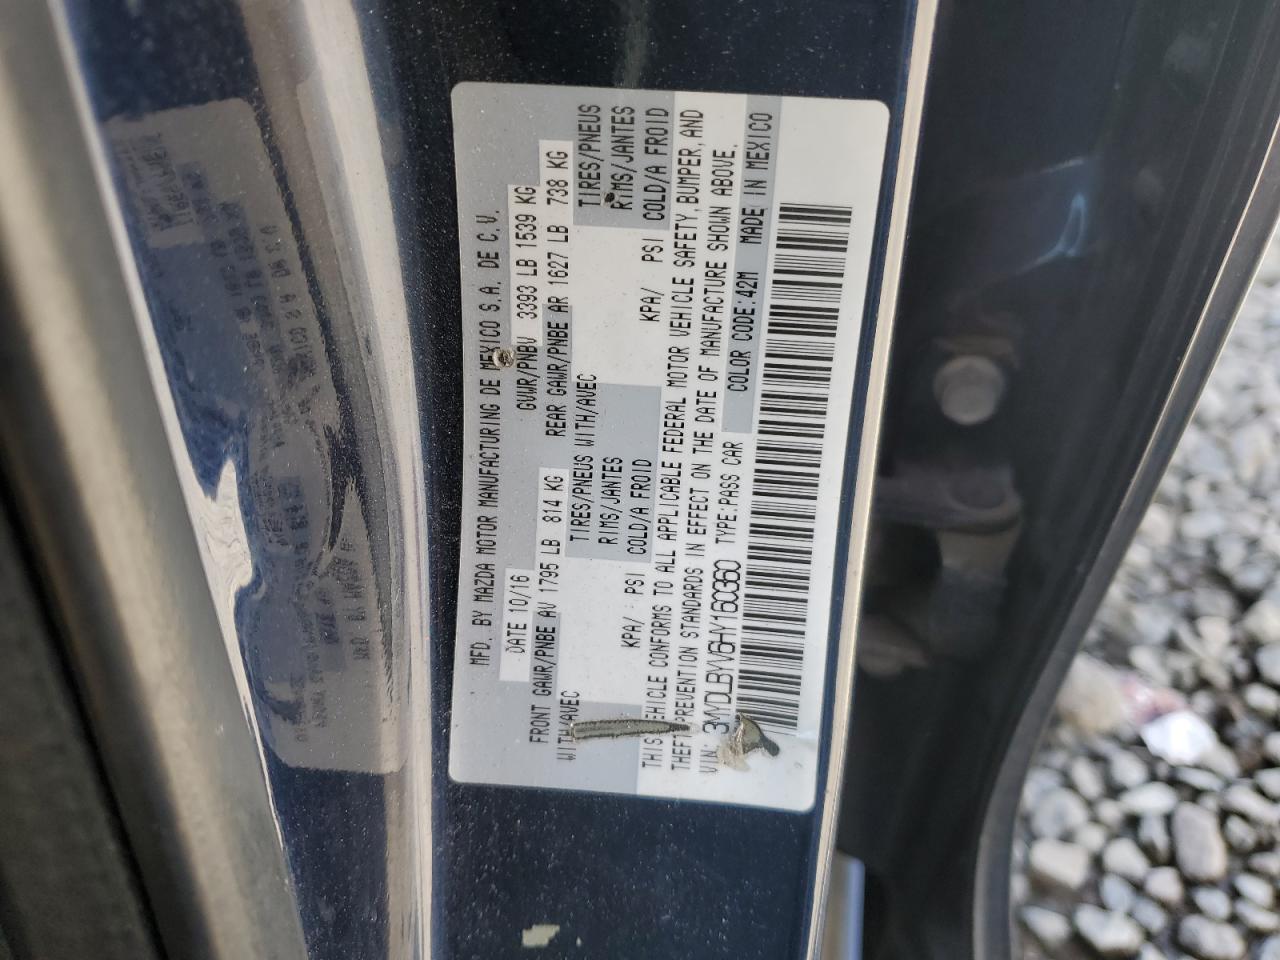 MFD. BY MAZDA MOTOR MANUFACTURING DE MEXICO S.A. DE C.V.
DATE 10/16 GVWR/PNBV 3393 LB 1539 KG
FRONT GAWR/PNBE AV 1795 LB 814 KG REAR GAWR/PNBE AR 1627 LB 738 KG
WITH/AVEC TIRES/PNEUS WITH/AVEC TIRES/PNEUS
RIMS/JANTES RIMS/JANTES
KPA/ PSI COLD/A FROID KPA/ PSI COLD/A FROID
THIS VEHICLE CONFORMS TO ALL APPLICABLE FEDERAL MOTOR VEHICLE SAFETY, BUMPER, AND
THEFT PREVENTION STANDARDS IN EFFECT ON THE DATE OF MANUFACTURE SHOWN ABOVE.
VIN: 3MYDLBYV6HY160360 TYPE:PASS CAR COLOR CODE:42M MADE IN MEXICO